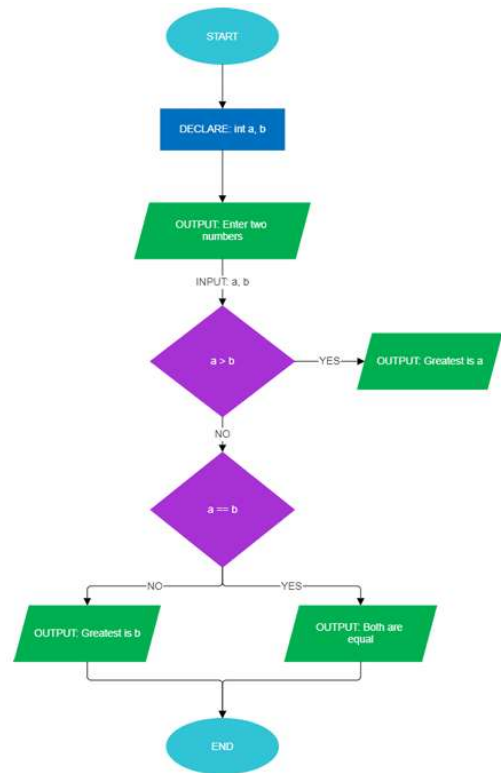 START
DECLARE: int a, b
OUTPUT: Enter two
numbers
INPUT: a, b
a > b
YES
OUTPUT: Greatest is a
NO
a == b
NO
YES
OUTPUT: Greatest is b
OUTPUT: Both are
equal
END